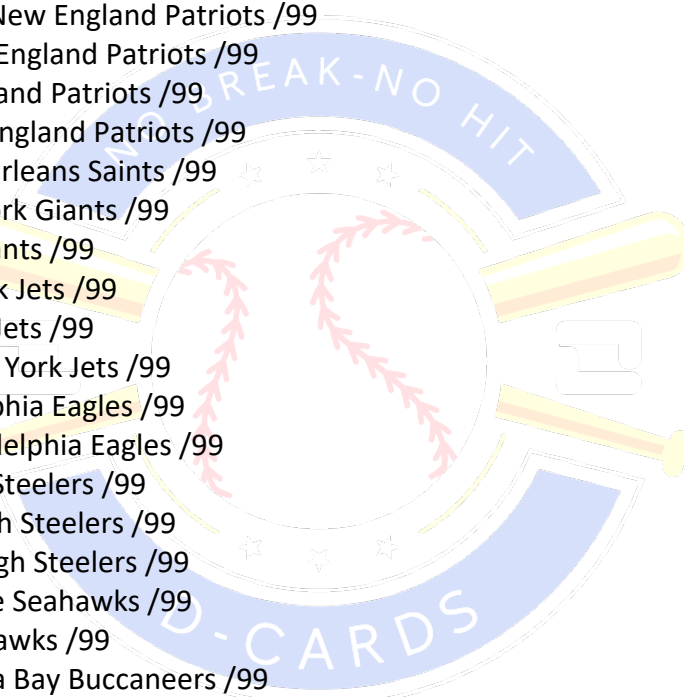 New England Patriots /99
England Patriots /99
and Patriots /99
ngland Patriots /99
rleans Saints /99
rk Giants /99
nts /99
k Jets /99
Jets /99
York Jets /99
phia Eagles /99
delphia Eagles /99
Steelers /99
h Steelers /99
gh Steelers /99
e Seahawks /99
awks /99
a Bay Buccaneers /99
NO BREAK-NO HIT
D-CARDS